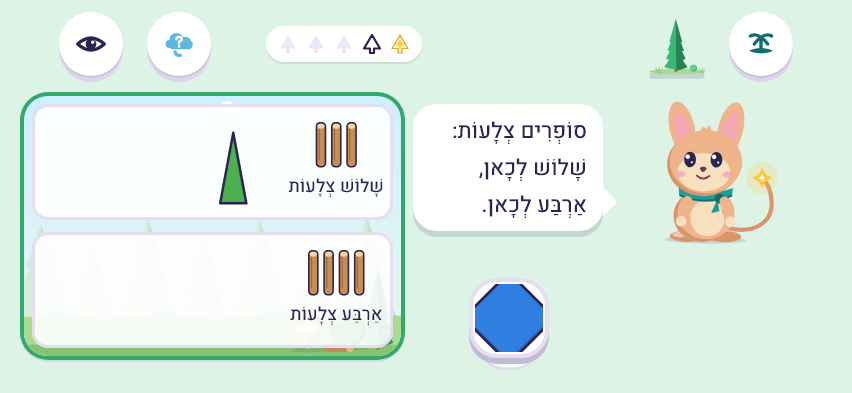 סוֹפְרִים צְלָעוֹת:
שָׁלוֹשׁ לְכָאן,
אַרְבַּע לְכָאן.
שָׁלוֹשׁ צְלָעוֹת
אַרְבַּע צְלָעוֹת
?